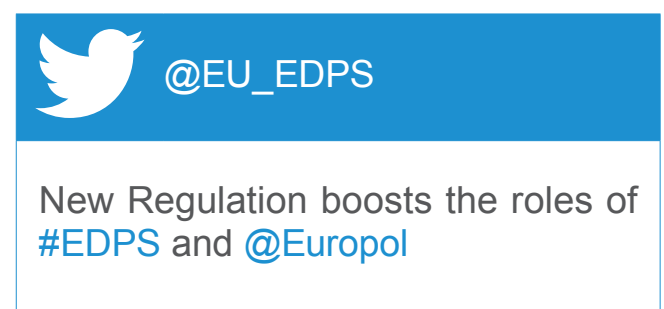 @EU_EDPS
New Regulation boosts the roles of
#EDPS and @Europol